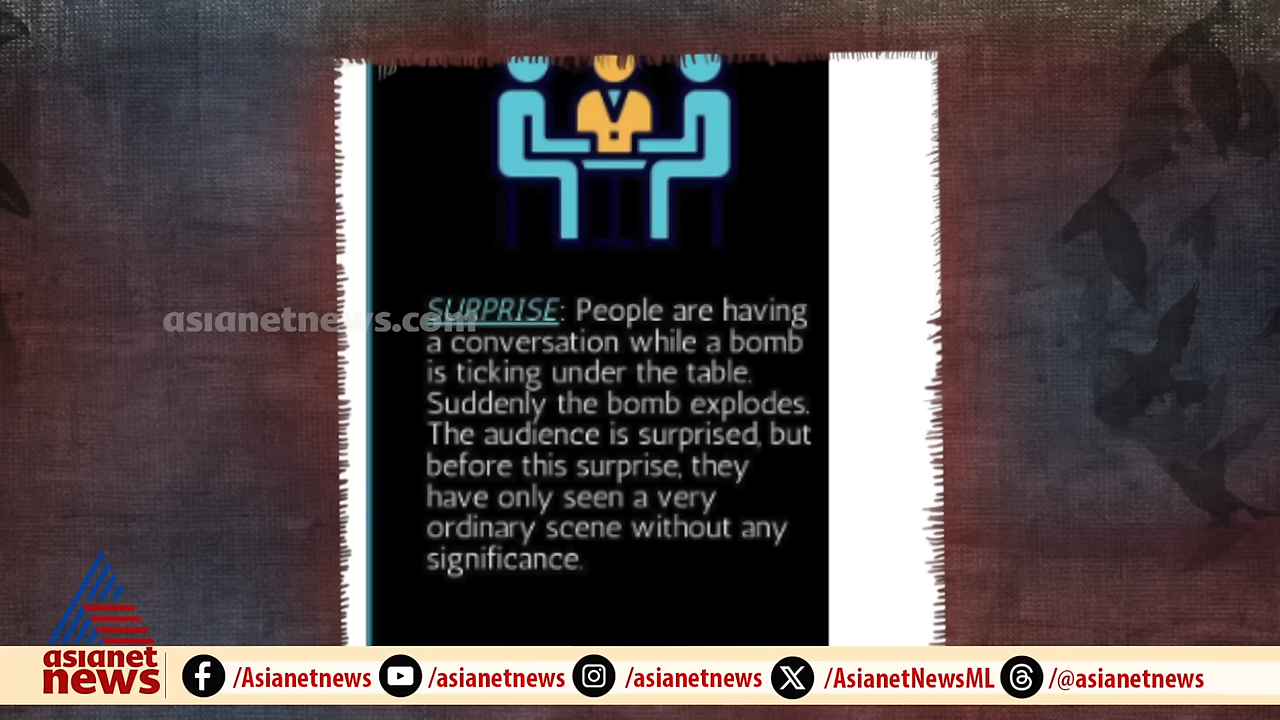 SURPRISE: People are having
a conversation while a bomb
is ticking under the table.
Suddenly the bomb explodes.
The audience is surprised, but
before this surprise, they
have only seen a very
ordinary scene without any
significance.
asianetnews.com
asianet
news
/Asianetnews
/asianetnews
/asianetnews
/AsianetNewsML
/@asianetnews